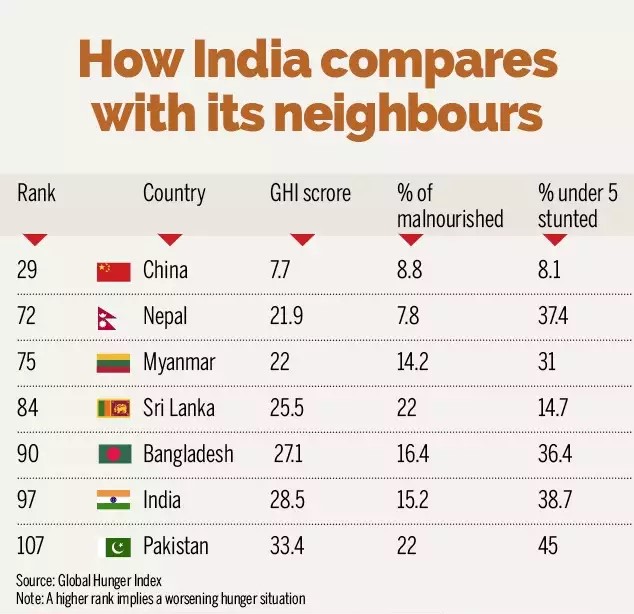 How India compares
with its neighbours
Rank Country GHI scrore % of malnourished % under 5 stunted
29 China 7.7 8.8 8.1
72 Nepal 21.9 7.8 37.4
75 Myanmar 22 14.2 31
84 Sri Lanka 25.5 22 14.7
90 Bangladesh 27.1 16.4 36.4
97 India 28.5 15.2 38.7
107 Pakistan 33.4 22 45
Source: Global Hunger Index
Note: A higher rank implies a worsening hunger situation